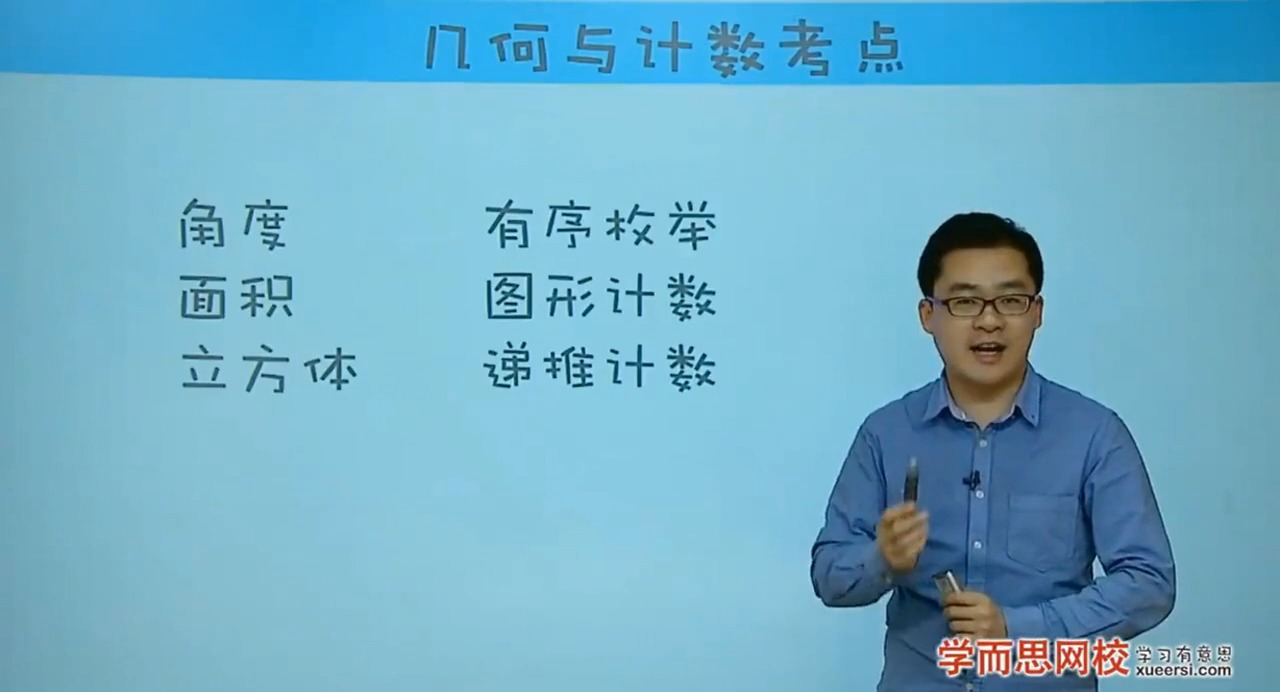 几何与计数考点
角度 有序枚举
面积 图形计数
立方体 递推计数
学而思网校 学习有意思
xueersi.com